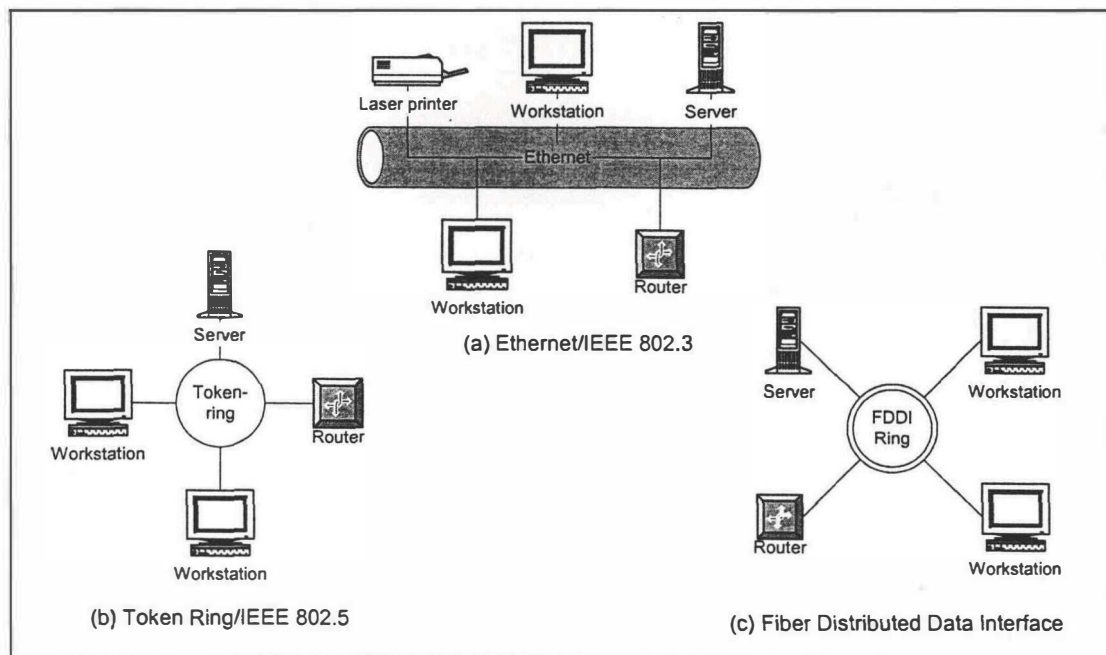 Laser printer
Workstation
Server
Ethernet
Workstation
Router
(a) Ethernet/IEEE 802.3
Server
Token-
ring
Workstation
Router
Workstation
(b) Token Ring/IEEE 802.5
Server
Workstation
FDDI
Ring
Router
Workstation
(c) Fiber Distributed Data Interface